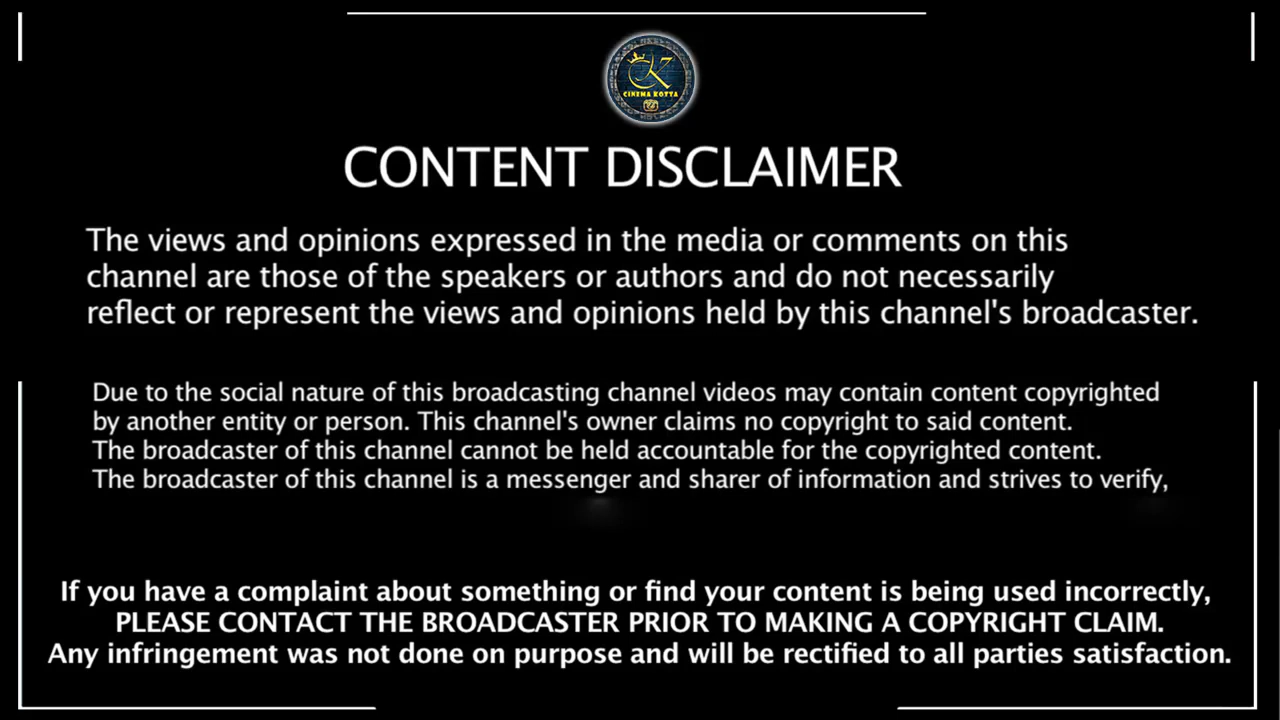 CK
CINEMA KOTTA
CONTENT DISCLAIMER
The views and opinions expressed in the media or comments on this
channel are those of the speakers or authors and do not necessarily
reflect or represent the views and opinions held by this channel's broadcaster.
Due to the social nature of this broadcasting channel videos may contain content copyrighted
by another entity or person. This channel's owner claims no copyright to said content.
The broadcaster of this channel cannot be held accountable for the copyrighted content.
The broadcaster of this channel is a messenger and sharer of information and strives to verify,
If you have a complaint about something or find your content is being used incorrectly,
PLEASE CONTACT THE BROADCASTER PRIOR TO MAKING A COPYRIGHT CLAIM.
Any infringement was not done on purpose and will be rectified to all parties satisfaction.